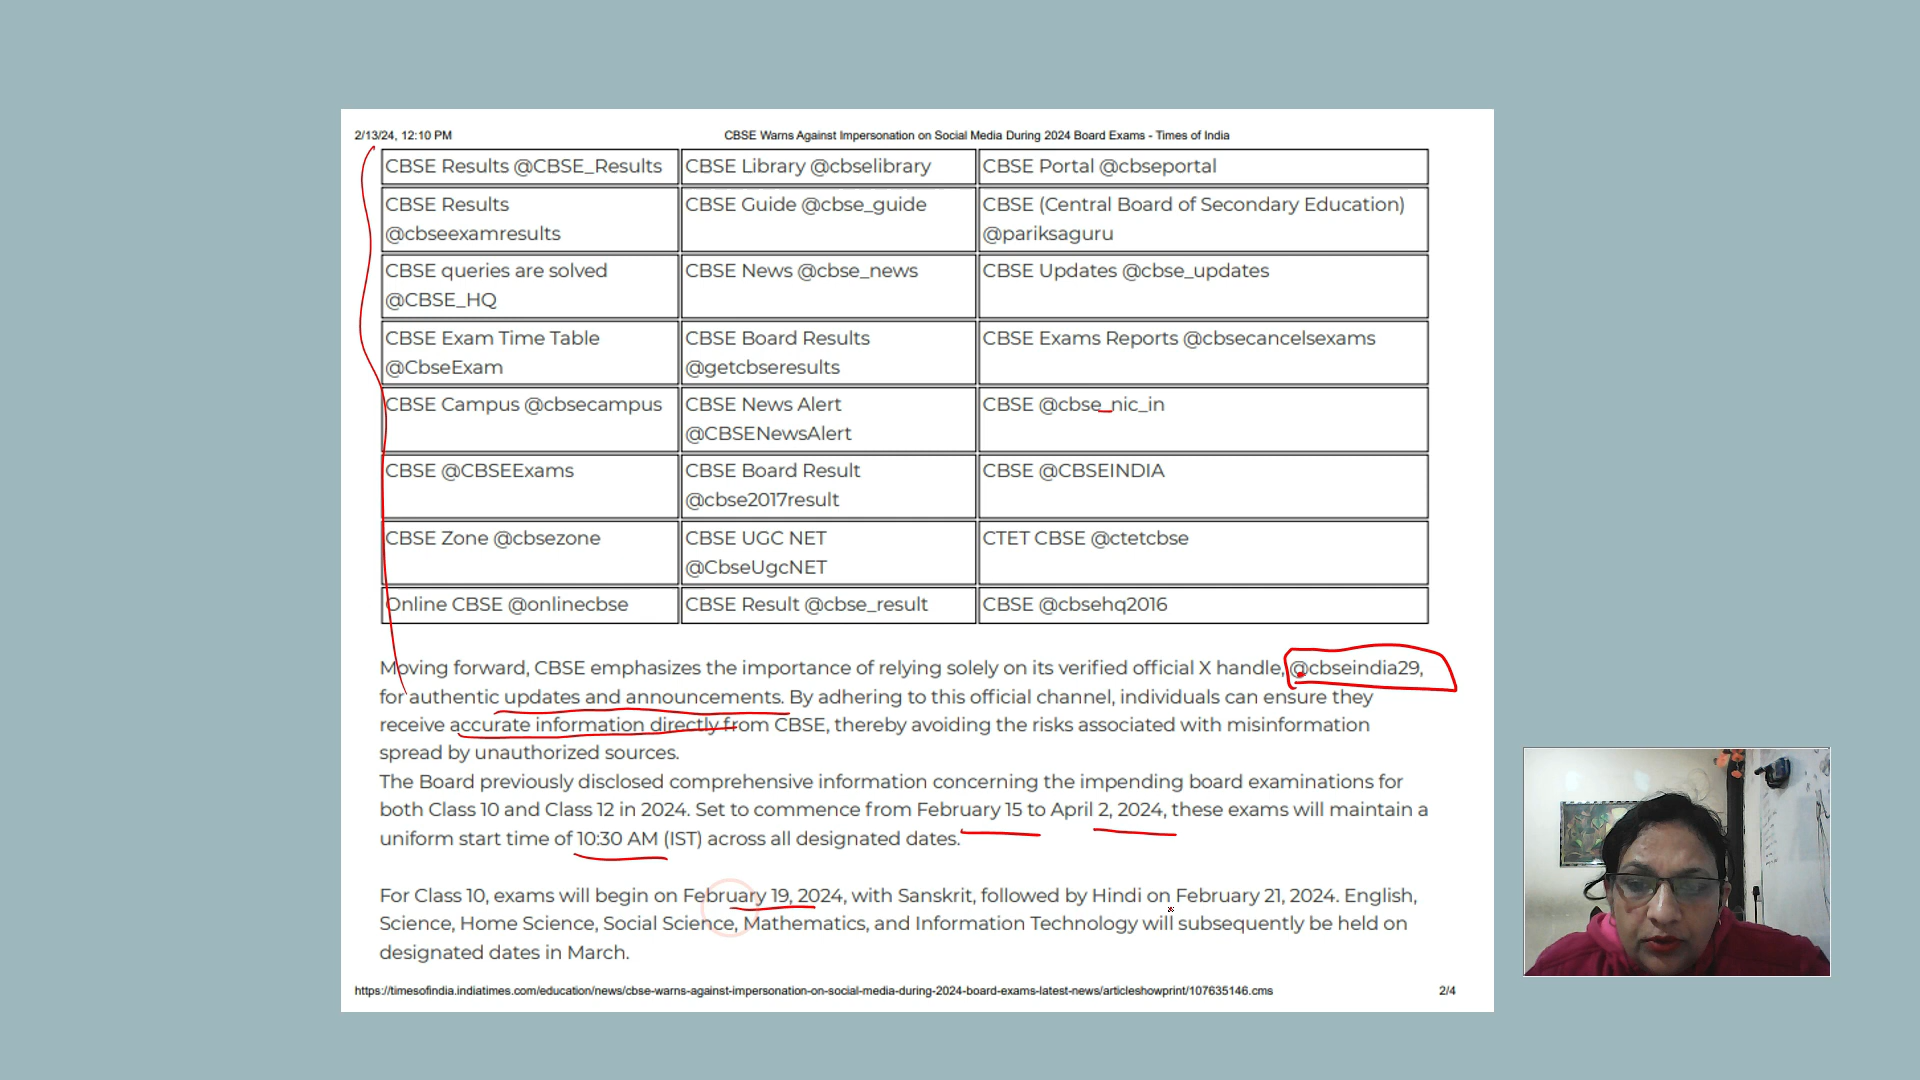 2/13/24, 12:10 PM
CBSE Warns Against Impersonation on Social Media During 2024 Board Exams - Times of India
CBSE Results @CBSE_Results
CBSE Library @cbselibrary
CBSE Portal @cbseportal
CBSE Results
@cbseexamresults
CBSE Guide @cbse_guide
CBSE (Central Board of Secondary Education)
@pariksaguru
CBSE queries are solved
@CBSE_HQ
CBSE News @cbse_news
CBSE Updates @cbse_updates
CBSE Exam Time Table
@CbseExam
CBSE Board Results
@getcbseresults
CBSE Exams Reports @cbsecancelsexams
CBSE Campus @cbsecampus
CBSE News Alert
@CBSENewsAlert
CBSE @cbse_nic_in
CBSE @CBSEExams
CBSE Board Result
@cbse2017result
CBSE @CBSEINDIA
CBSE Zone @cbsezone
CBSE UGC NET
@CbseUgcNET
CTET CBSE @ctetcbse
Online CBSE @onlinecbse
CBSE Result @cbse_result
CBSE @cbsehq2016
Moving forward, CBSE emphasizes the importance of relying solely on its verified official X handle, @cbseindia29,
for authentic updates and announcements. By adhering to this official channel, individuals can ensure they
receive accurate information directly from CBSE, thereby avoiding the risks associated with misinformation
spread by unauthorized sources.
The Board previously disclosed comprehensive information concerning the impending board examinations for
both Class 10 and Class 12 in 2024. Set to commence from February 15 to April 2, 2024, these exams will maintain a
uniform start time of 10:30 AM (IST) across all designated dates.
For Class 10, exams will begin on February 19, 2024, with Sanskrit, followed by Hindi on February 21, 2024. English,
Science, Home Science, Social Science, Mathematics, and Information Technology will subsequently be held on
designated dates in March.
https://timesofindia.indiatimes.com/education/news/cbse-warns-against-impersonation-on-social-media-during-2024-board-exams-latest-news/articleshowprint/107635146.cms
2/4